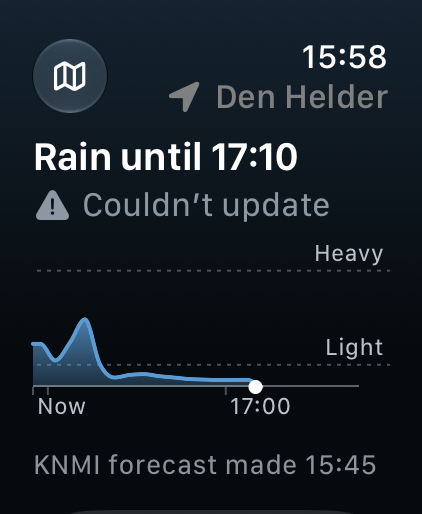 15:58
Den Helder
Rain until 17:10
Couldn’t update
Heavy
Light
Now
17:00
KNMI forecast made 15:45